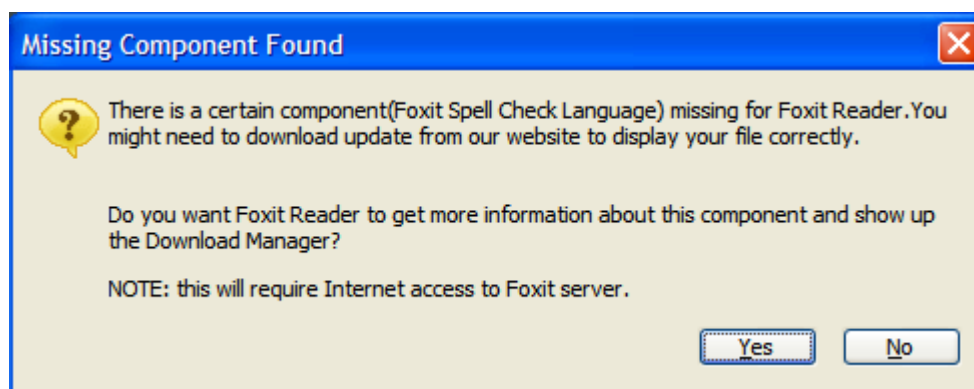 Missing Component Found
There is a certain component(Foxit Spell Check Language) missing for Foxit Reader.You
might need to download update from our website to display your file correctly.
Do you want Foxit Reader to get more information about this component and show up
the Download Manager?
NOTE: this will require Internet access to Foxit server.
Yes No